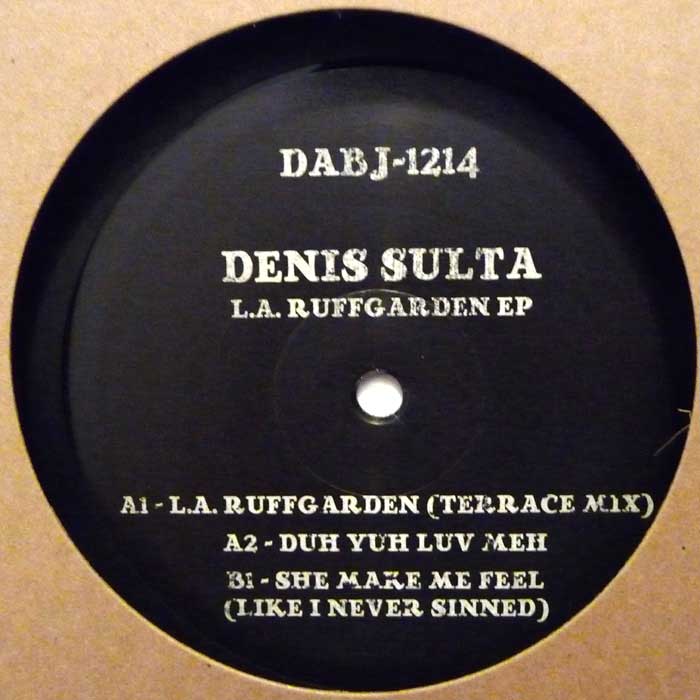 DABJ-1214
DENIS SULTA
L.A. RUFFGARDEN EP
A1 - L.A. RUFFGARDEN (TERRACE MIX)
A2 - DUH YUH LUV MEH
B1 - SHE MAKE ME FEEL
(LIKE I NEVER SINNED)